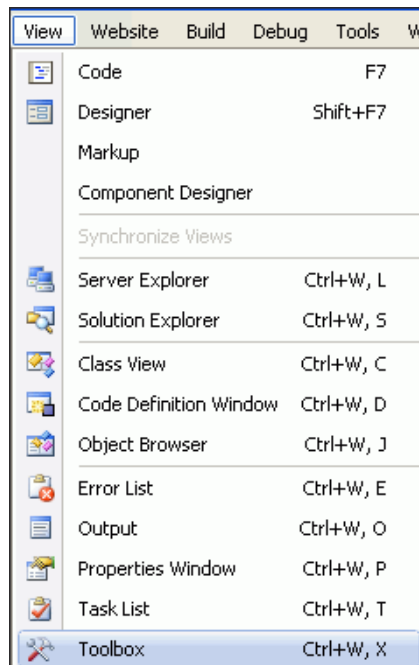 View Website Build Debug Tools
Code F7
Designer Shift+F7
Markup
Component Designer
Synchronize Views
Server Explorer Ctrl+W, L
Solution Explorer Ctrl+W, S
Class View Ctrl+W, C
Code Definition Window Ctrl+W, D
Object Browser Ctrl+W, J
Error List Ctrl+W, E
Output Ctrl+W, O
Properties Window Ctrl+W, P
Task List Ctrl+W, T
Toolbox Ctrl+W, X